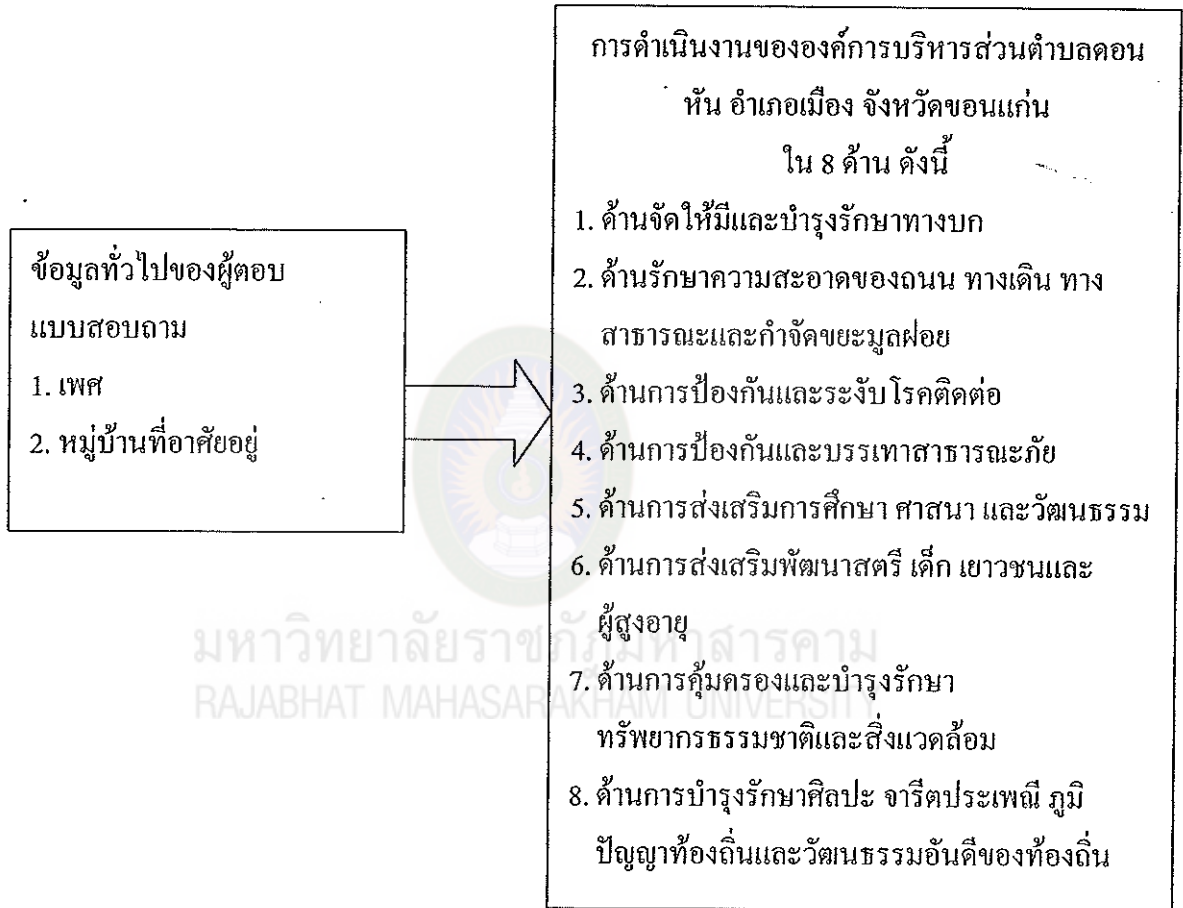 ข้อมูลทั่วไปของผู้ตอบ
แบบสอบถาม
1. เพศ
2. หมู่บ้านที่อาศัยอยู่
การดำเนินงานขององค์การบริหารส่วนตำบลดอน
หัน อำเภอเมือง จังหวัดขอนแก่น
ใน 8 ด้าน ดังนี้
1. ด้านจัดให้มีและบำรุงรักษาทางบก
2. ด้านรักษาความสะอาดของถนน ทางเดิน ทาง
สาธารณะและกำจัดขยะมูลฝอย
3. ด้านการป้องกันและระงับโรคติดต่อ
4. ด้านการป้องกันและบรรเทาสาธารณะภัย
5. ด้านการส่งเสริมการศึกษา ศาสนา และวัฒนธรรม
6. ด้านการส่งเสริมพัฒนาสตรี เด็ก เยาวชนและ
ผู้สูงอายุ
7. ด้านการคุ้มครองและบำรุงรักษา
ทรัพยากรธรรมชาติและสิ่งแวดล้อม
8. ด้านการบำรุงรักษาศิลปะ จารีตประเพณี ภูมิ
ปัญญาท้องถิ่นและวัฒนธรรมอันดีของท้องถิ่น
มหาวิทยาลัยราชภัฏมหาสารคาม
RAJABHAT MAHASARAKHAM UNIVERSITY